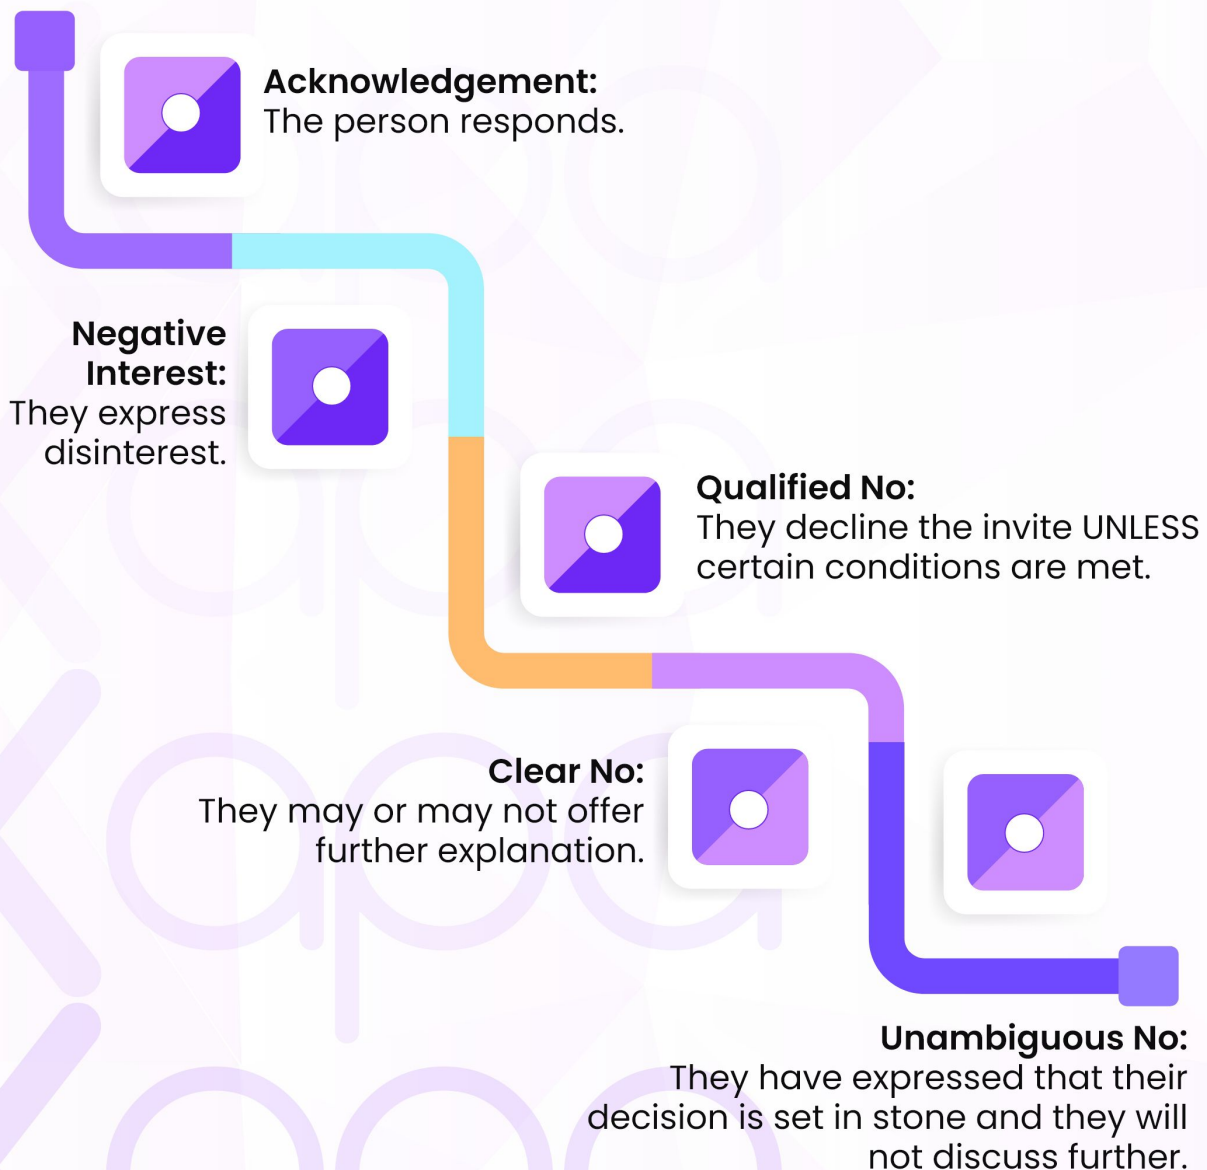 Acknowledgement:
The person responds.
Negative
Interest:
They express
disinterest.
Qualified No:
They decline the invite UNLESS
certain conditions are met.
Clear No:
They may or may not offer
further explanation.
Unambiguous No:
They have expressed that their
decision is set in stone and they will
not discuss further.